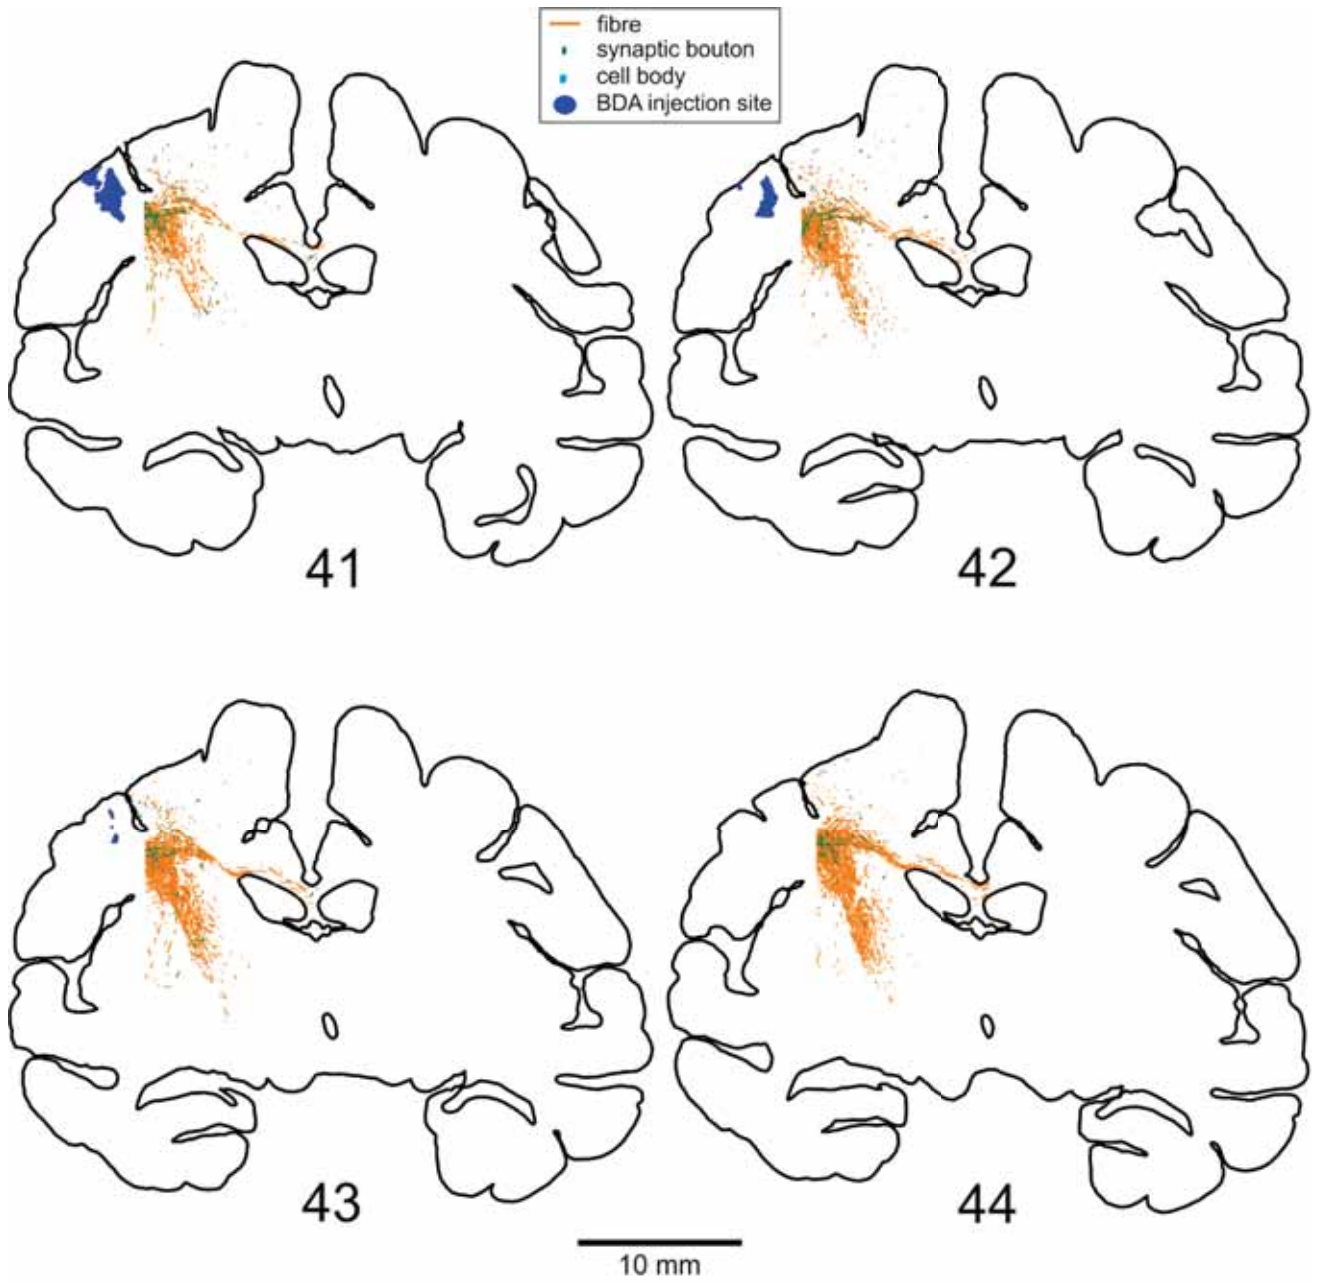 fibre
synaptic bouton
cell body
BDA injection site
41
42
43
44
10 mm